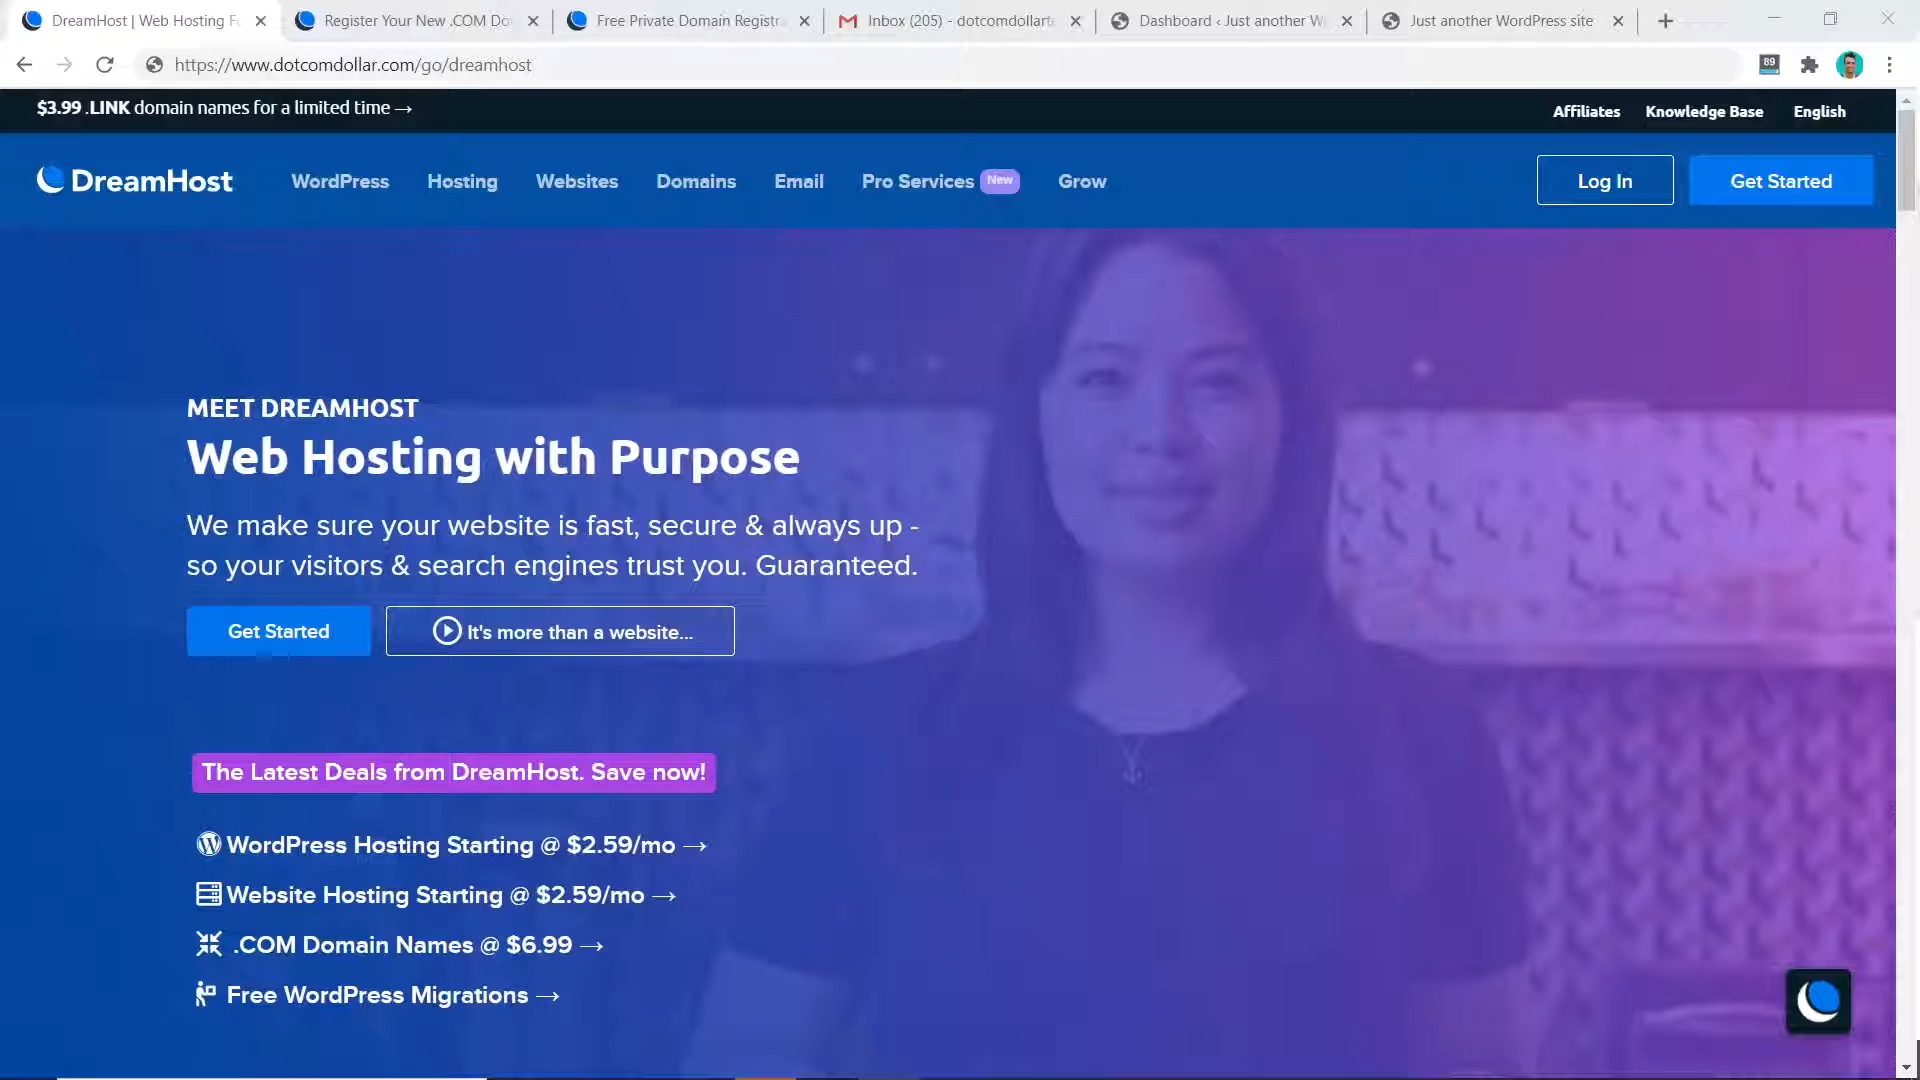 DreamHost | Web Hosting F
Register Your New .COM Do
Free Private Domain Registr
Inbox (205) - dotcomdollart
Dashboard ‹ Just another W
Just another WordPress site
https://www.dotcomdollar.com/go/dreamhost
89
$3.99 .LINK domain names for a limited time →
Affiliates
Knowledge Base
English
DreamHost
WordPress
Hosting
Websites
Domains
Email
Pro Services New
Grow
Log In
Get Started
MEET DREAMHOST
Web Hosting with Purpose
We make sure your website is fast, secure & always up -
so your visitors & search engines trust you. Guaranteed.
Get Started
It's more than a website...
The Latest Deals from DreamHost. Save now!
WordPress Hosting Starting @ $2.59/mo →
Website Hosting Starting @ $2.59/mo →
.COM Domain Names @ $6.99 →
Free WordPress Migrations →